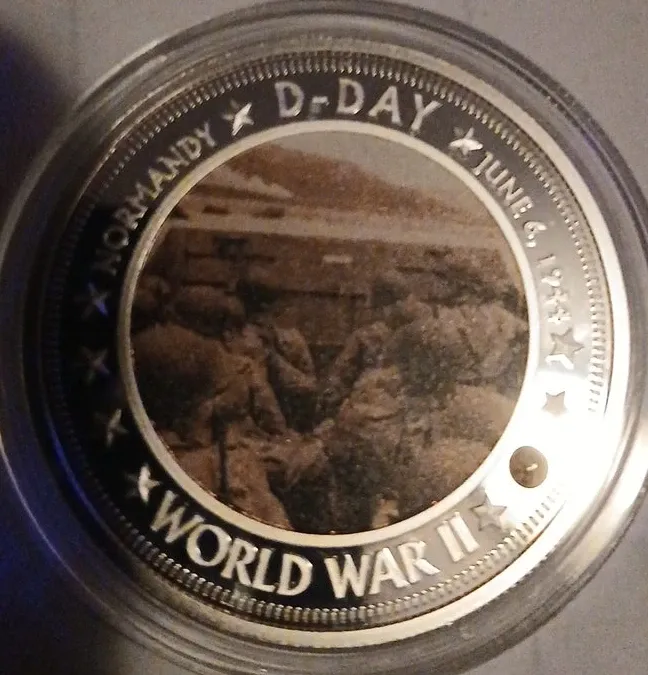 NORMANDY
D-DAY
JUNE 6, 1944
WORLD WAR II